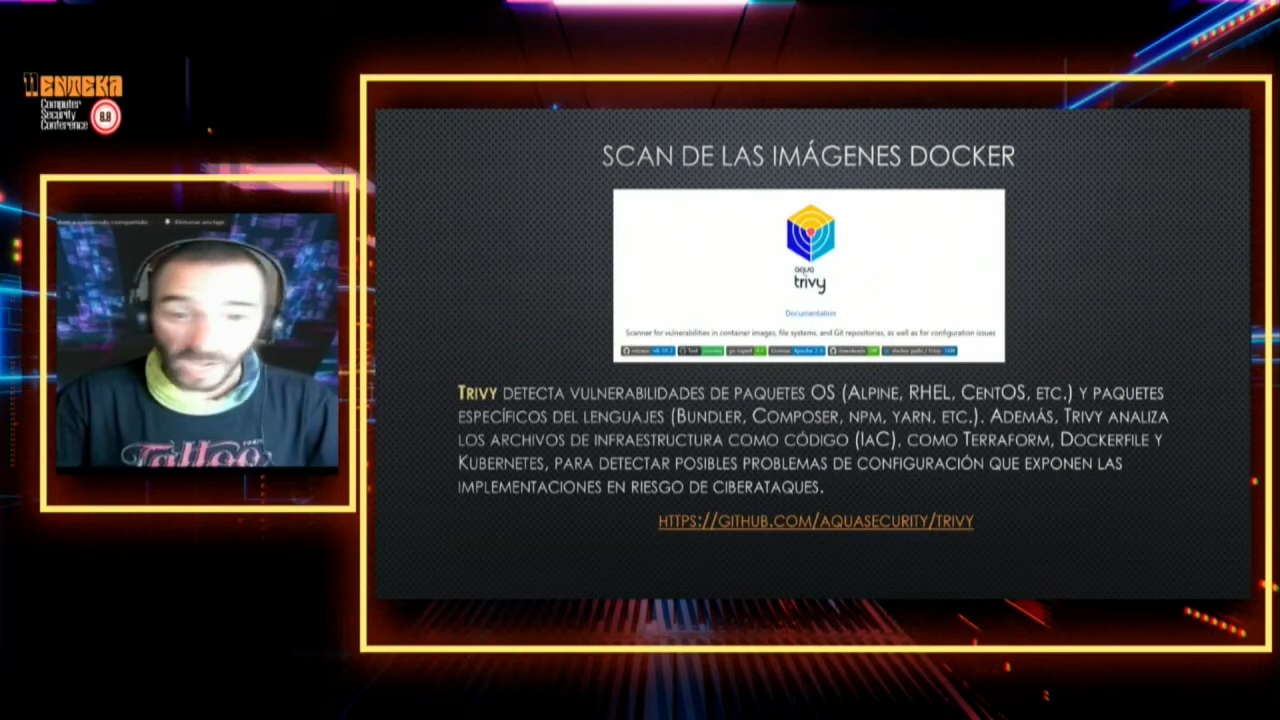 11ENTEKA
Computer
Security
Conference
8.8
Eliminar anclaje
Tattoo
SCAN DE LAS IMÁGENES DOCKER
aqua
trivy
Documentation
Scanner for vulnerabilities in container images, file systems, and Git repositories, as well as for configuration issues
TRIVY DETECTA VULNERABILIDADES DE PAQUETES OS (ALPINE, RHEL, CENTOS, ETC.) Y PAQUETES
ESPECÍFICOS DEL LENGUAJES (BUNDLER, COMPOSER, NPM, YARN, ETC.). ADEMÁS, TRIVY ANALIZA
LOS ARCHIVOS DE INFRAESTRUCTURA COMO CÓDIGO (IAC), COMO TERRAFORM, DOCKERFILE Y
KUBERNETES, PARA DETECTAR POSIBLES PROBLEMAS DE CONFIGURACIÓN QUE EXPONEN LAS
IMPLEMENTACIONES EN RIESGO DE CIBERATAQUES.
HTTPS://GITHUB.COM/AQUASECURITY/TRIVY